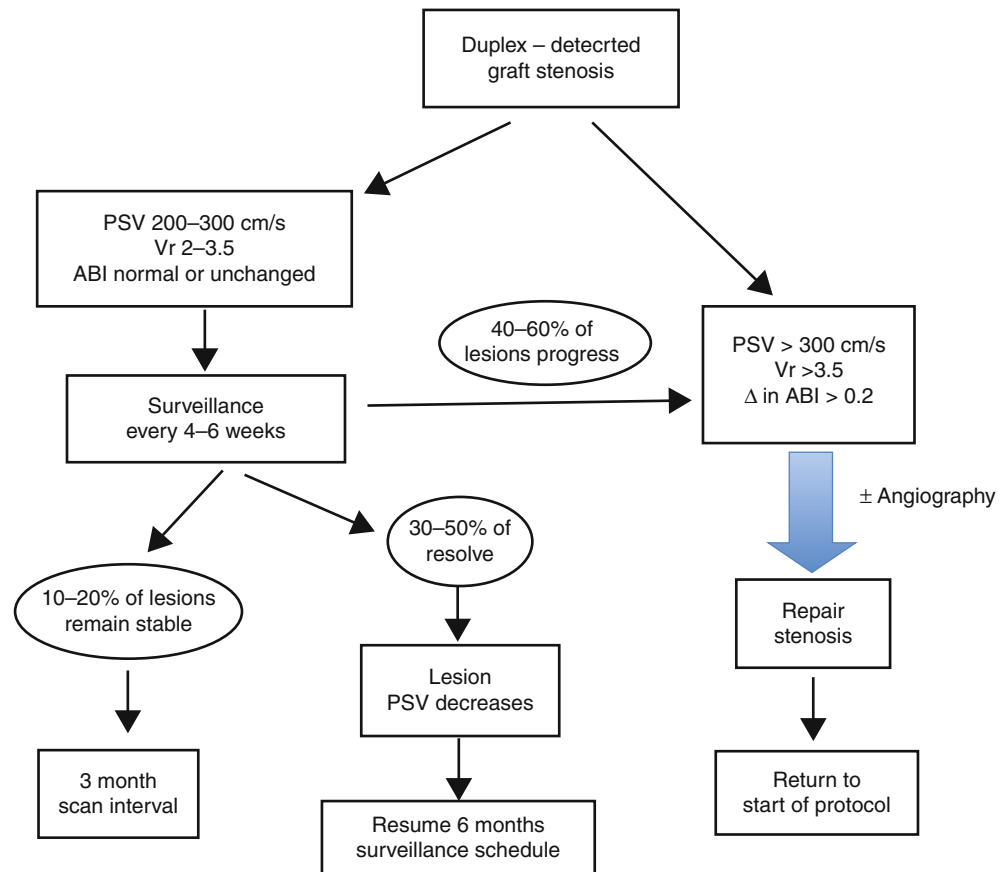 Duplex – detecrted
graft stenosis
PSV 200–300 cm/s
Vr 2–3.5
ABI normal or unchanged
40–60% of
lesions progress
PSV > 300 cm/s
Vr >3.5
Δ in ABI > 0.2
Surveillance
every 4–6 weeks
± Angiography
30–50% of
resolve
10–20% of lesions
remain stable
Repair
stenosis
Lesion
PSV decreases
3 month
scan interval
Return to
start of protocol
Resume 6 months
surveillance schedule